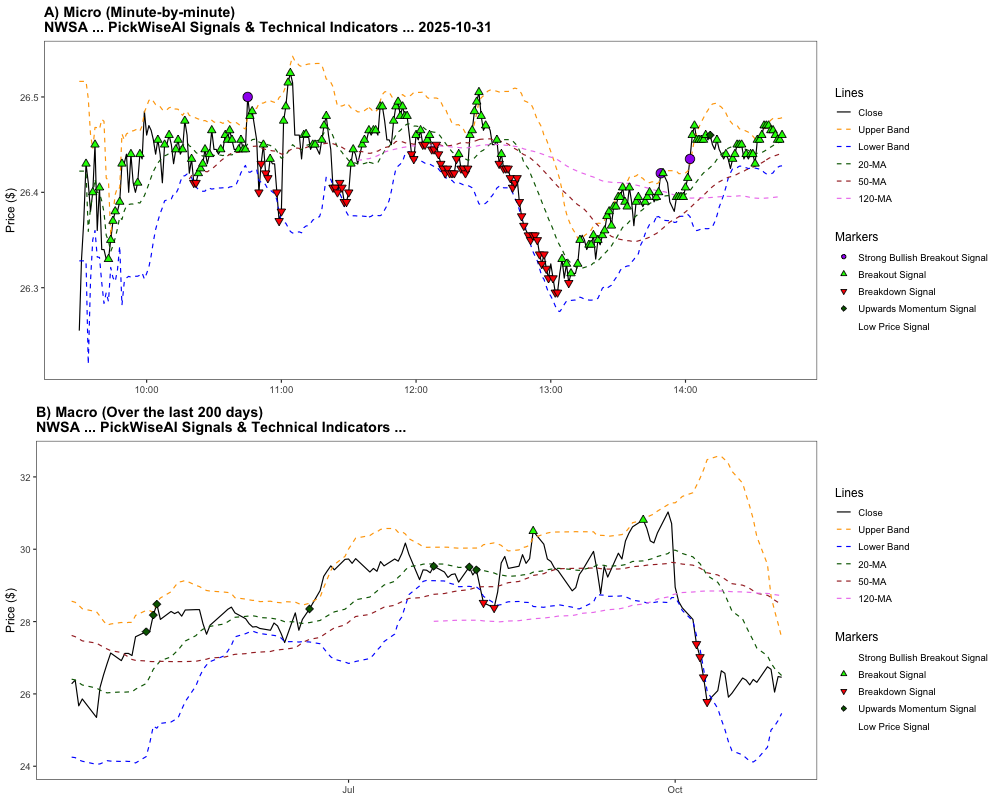 A) Micro (Minute-by-minute)
NWSA ... PickWiseAI Signals & Technical Indicators ... 2025-10-31
Price ($)
26.5
26.4
26.3
10:00
11:00
12:00
13:00
14:00
Lines
Close
Upper Band
Lower Band
20-MA
50-MA
120-MA
Markers
Strong Bullish Breakout Signal
Breakout Signal
Breakdown Signal
Upwards Momentum Signal
Low Price Signal
B) Macro (Over the last 200 days)
NWSA ... PickWiseAI Signals & Technical Indicators ...
Price ($)
32
30
28
26
24
Jul
Oct
Lines
Close
Upper Band
Lower Band
20-MA
50-MA
120-MA
Markers
Strong Bullish Breakout Signal
Breakout Signal
Breakdown Signal
Upwards Momentum Signal
Low Price Signal